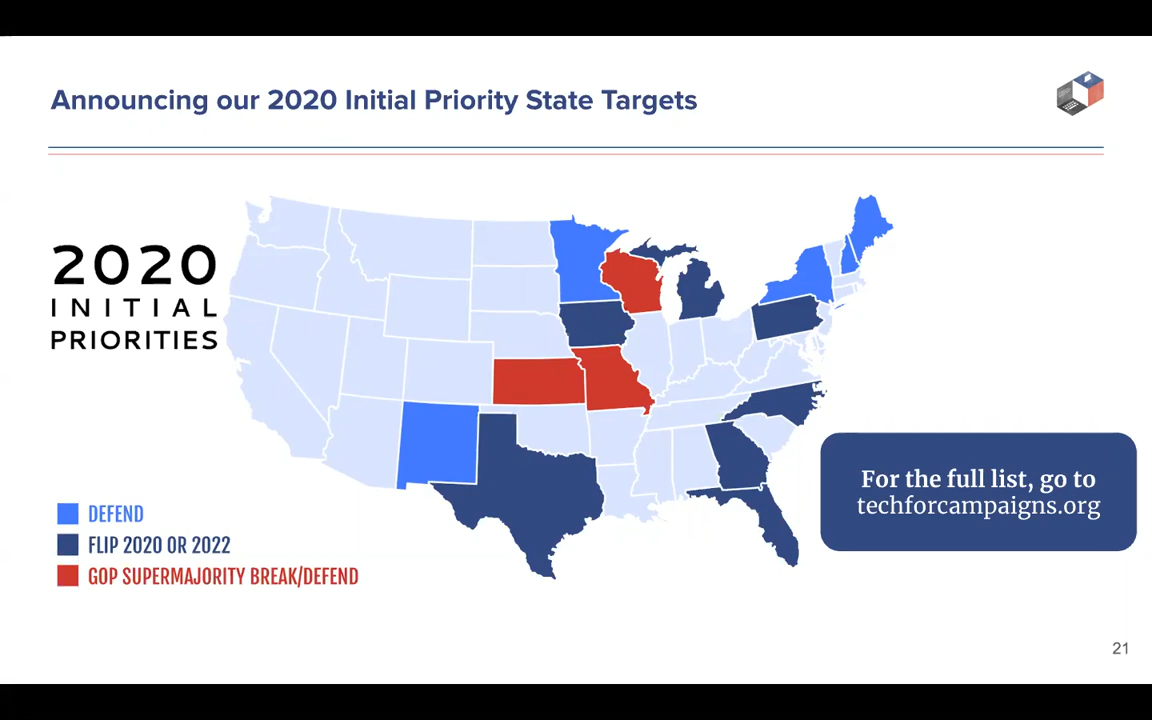 Announcing our 2020 Initial Priority State Targets
2020
INITIAL
PRIORITIES
DEFEND
FLIP 2020 OR 2022
GOP SUPERMAJORITY BREAK/DEFEND
For the full list, go to
techforcampaigns.org
21